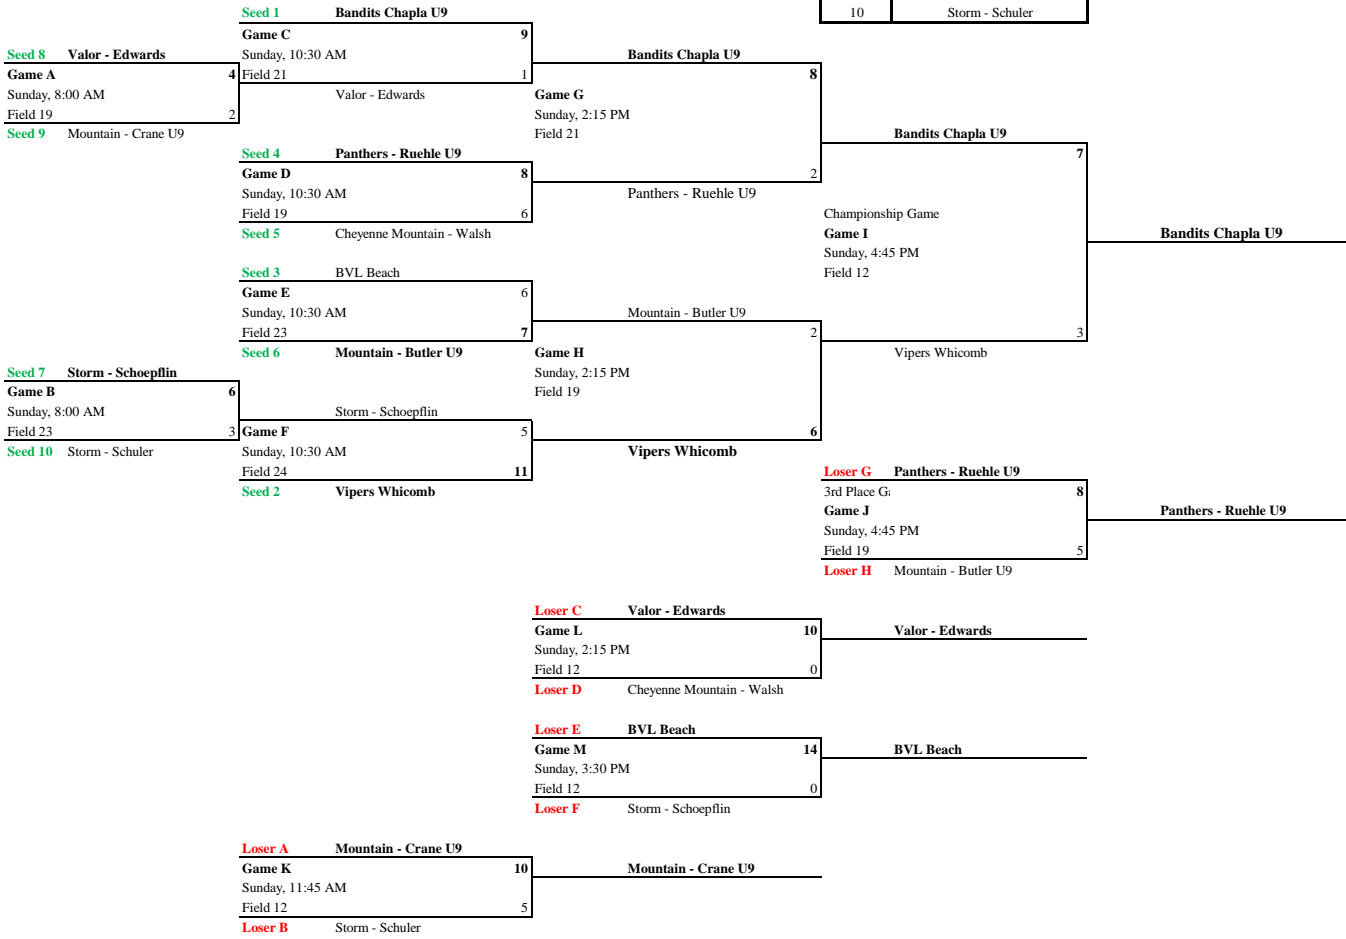 Seed 1 Bandits Chapla U9
10 Storm - Schuler
Game C 9
Seed 8 Valor - Edwards Sunday, 10:30 AM Bandits Chapla U9
Game A 4 Field 21 1 8
Sunday, 8:00 AM Valor - Edwards Game G
Field 19 2 Sunday, 2:15 PM
Seed 9 Mountain - Crane U9 Field 21 Bandits Chapla U9
Seed 4 Panthers - Ruehle U9 7
Game D 8 2
Sunday, 10:30 AM Panthers - Ruehle U9
Field 19 6 Championship Game
Seed 5 Cheyenne Mountain - Walsh Game I Bandits Chapla U9
Sunday, 4:45 PM
Seed 3 BVL Beach Field 12
Game E 6
Sunday, 10:30 AM Mountain - Butler U9
Field 23 7 2 3
Seed 6 Mountain - Butler U9 Game H Vipers Whicomb
Seed 7 Storm - Schoepflin Sunday, 2:15 PM
Game B 6 Field 19
Sunday, 8:00 AM Storm - Schoepflin
Field 23 3 Game F 5 6
Seed 10 Storm - Schuler Sunday, 10:30 AM Vipers Whicomb
Field 24 11 Loser G Panthers - Ruehle U9
Seed 2 Vipers Whicomb 3rd Place G 8
Game J Panthers - Ruehle U9
Sunday, 4:45 PM
Field 19 5
Loser H Mountain - Butler U9
Loser C Valor - Edwards
Game L 10 Valor - Edwards
Sunday, 2:15 PM
Field 12 0
Loser D Cheyenne Mountain - Walsh
Loser E BVL Beach
Game M 14 BVL Beach
Sunday, 3:30 PM
Field 12 0
Loser F Storm - Schoepflin
Loser A Mountain - Crane U9
Game K 10 Mountain - Crane U9
Sunday, 11:45 AM
Field 12 5
Loser B Storm - Schuler